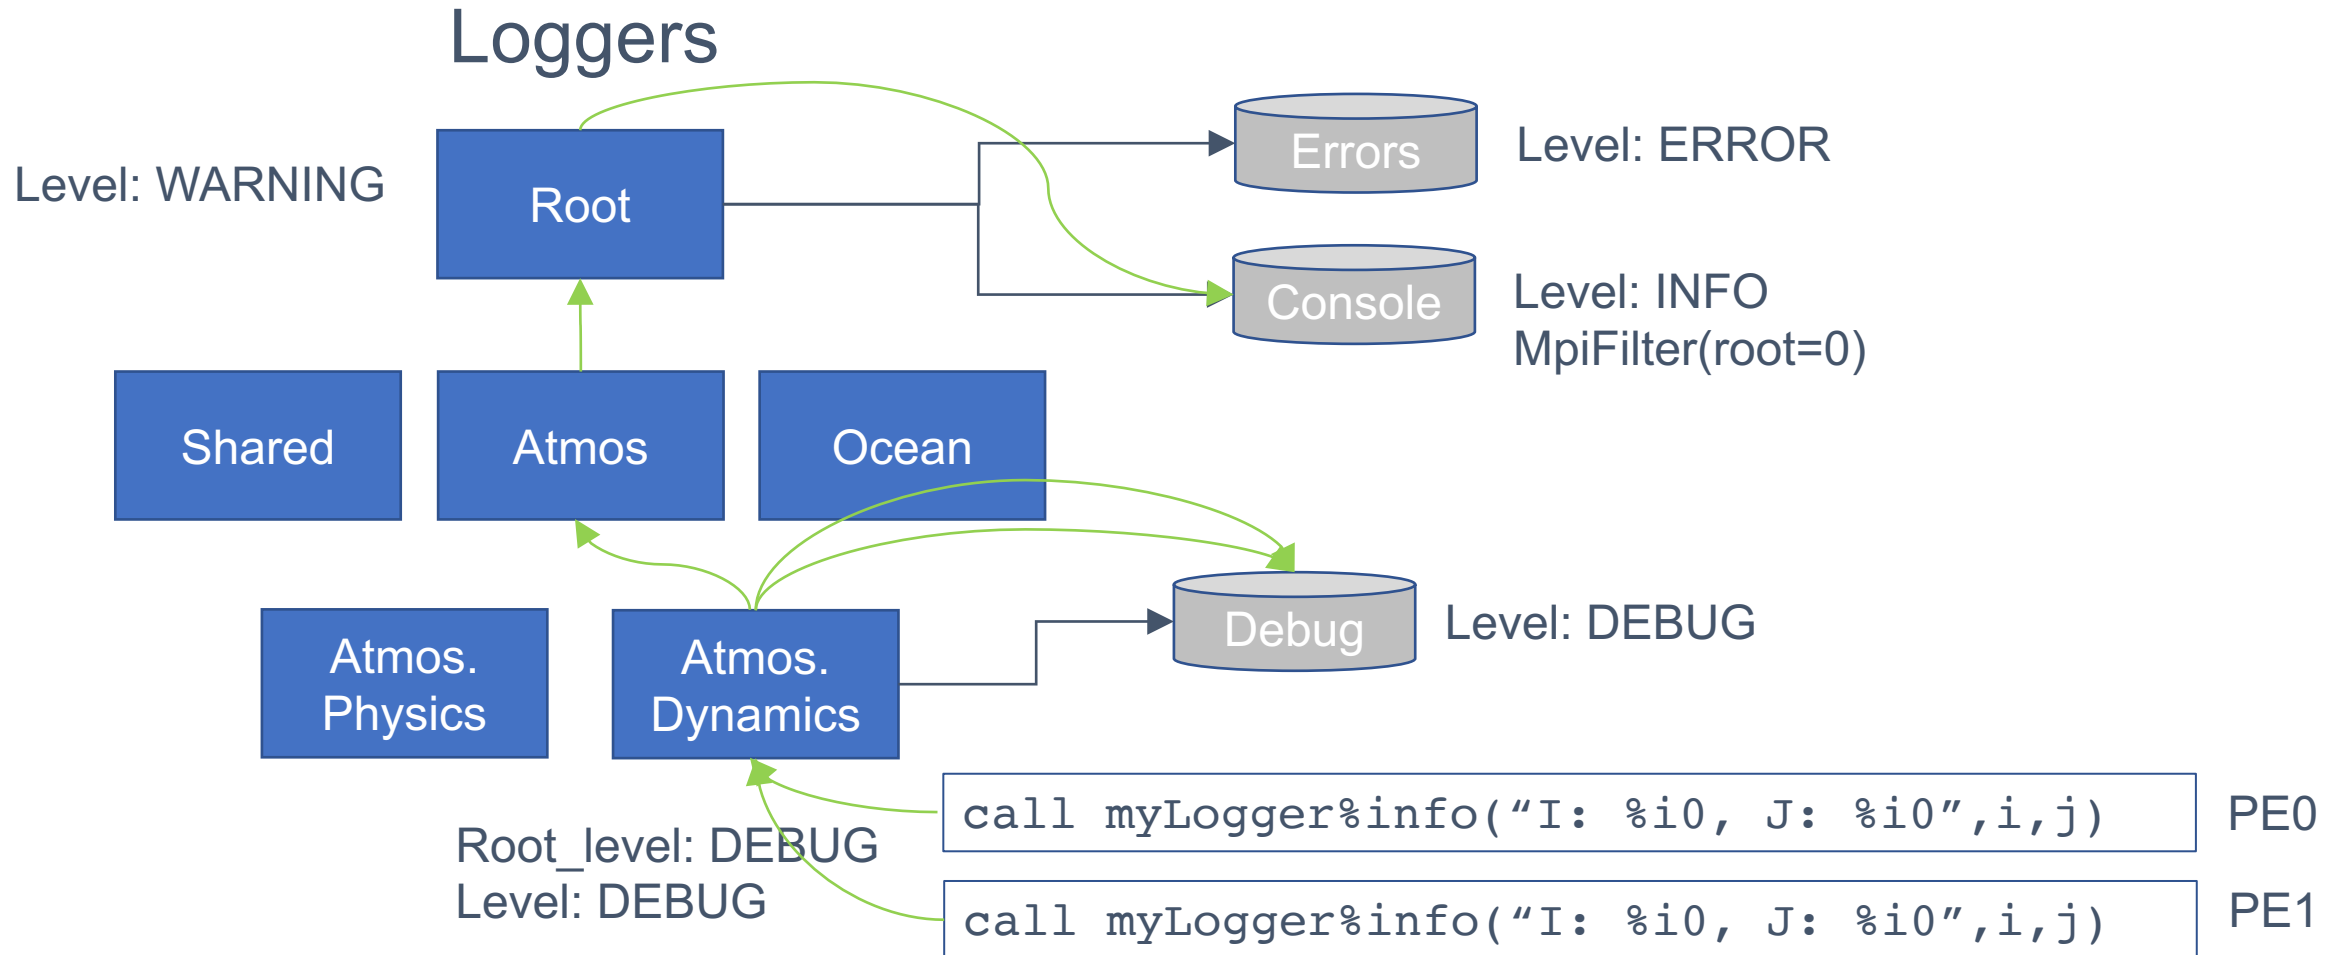 Loggers
Level: WARNING
Root
Errors
Level: ERROR
Console
Level: INFO
MpiFilter(root=0)
Shared
Atmos
Ocean
Debug
Level: DEBUG
Atmos.
Physics
Atmos.
Dynamics
Root_level: DEBUG
Level: DEBUG
call myLogger%info(“I: %i0, J: %i0”,i,j)
PE0
call myLogger%info(“I: %i0, J: %i0”,i,j)
PE1